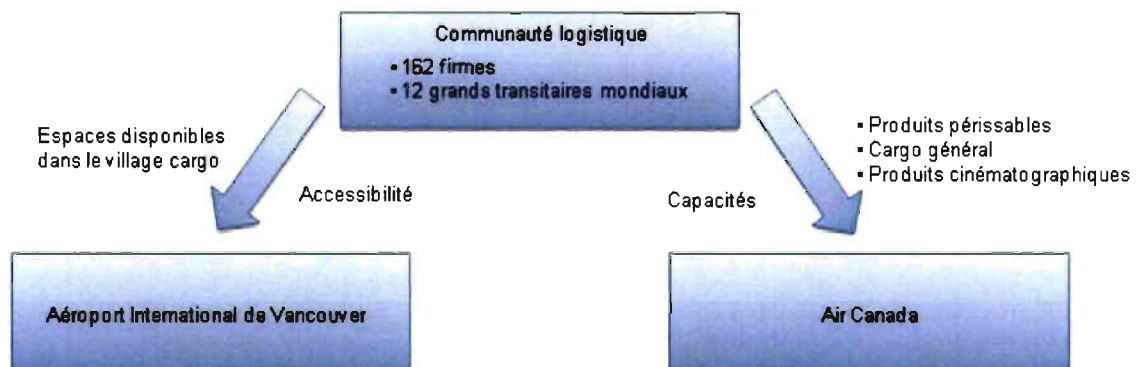 Communauté logistique
▪ 162 firmes
▪ 12 grands transitaires mondiaux
Espaces disponibles
dans le village cargo
Accessibilité
▪ Produits périssables
▪ Cargo général
▪ Produits cinématographiques
Capacités
Aéroport International de Vancouver
Air Canada